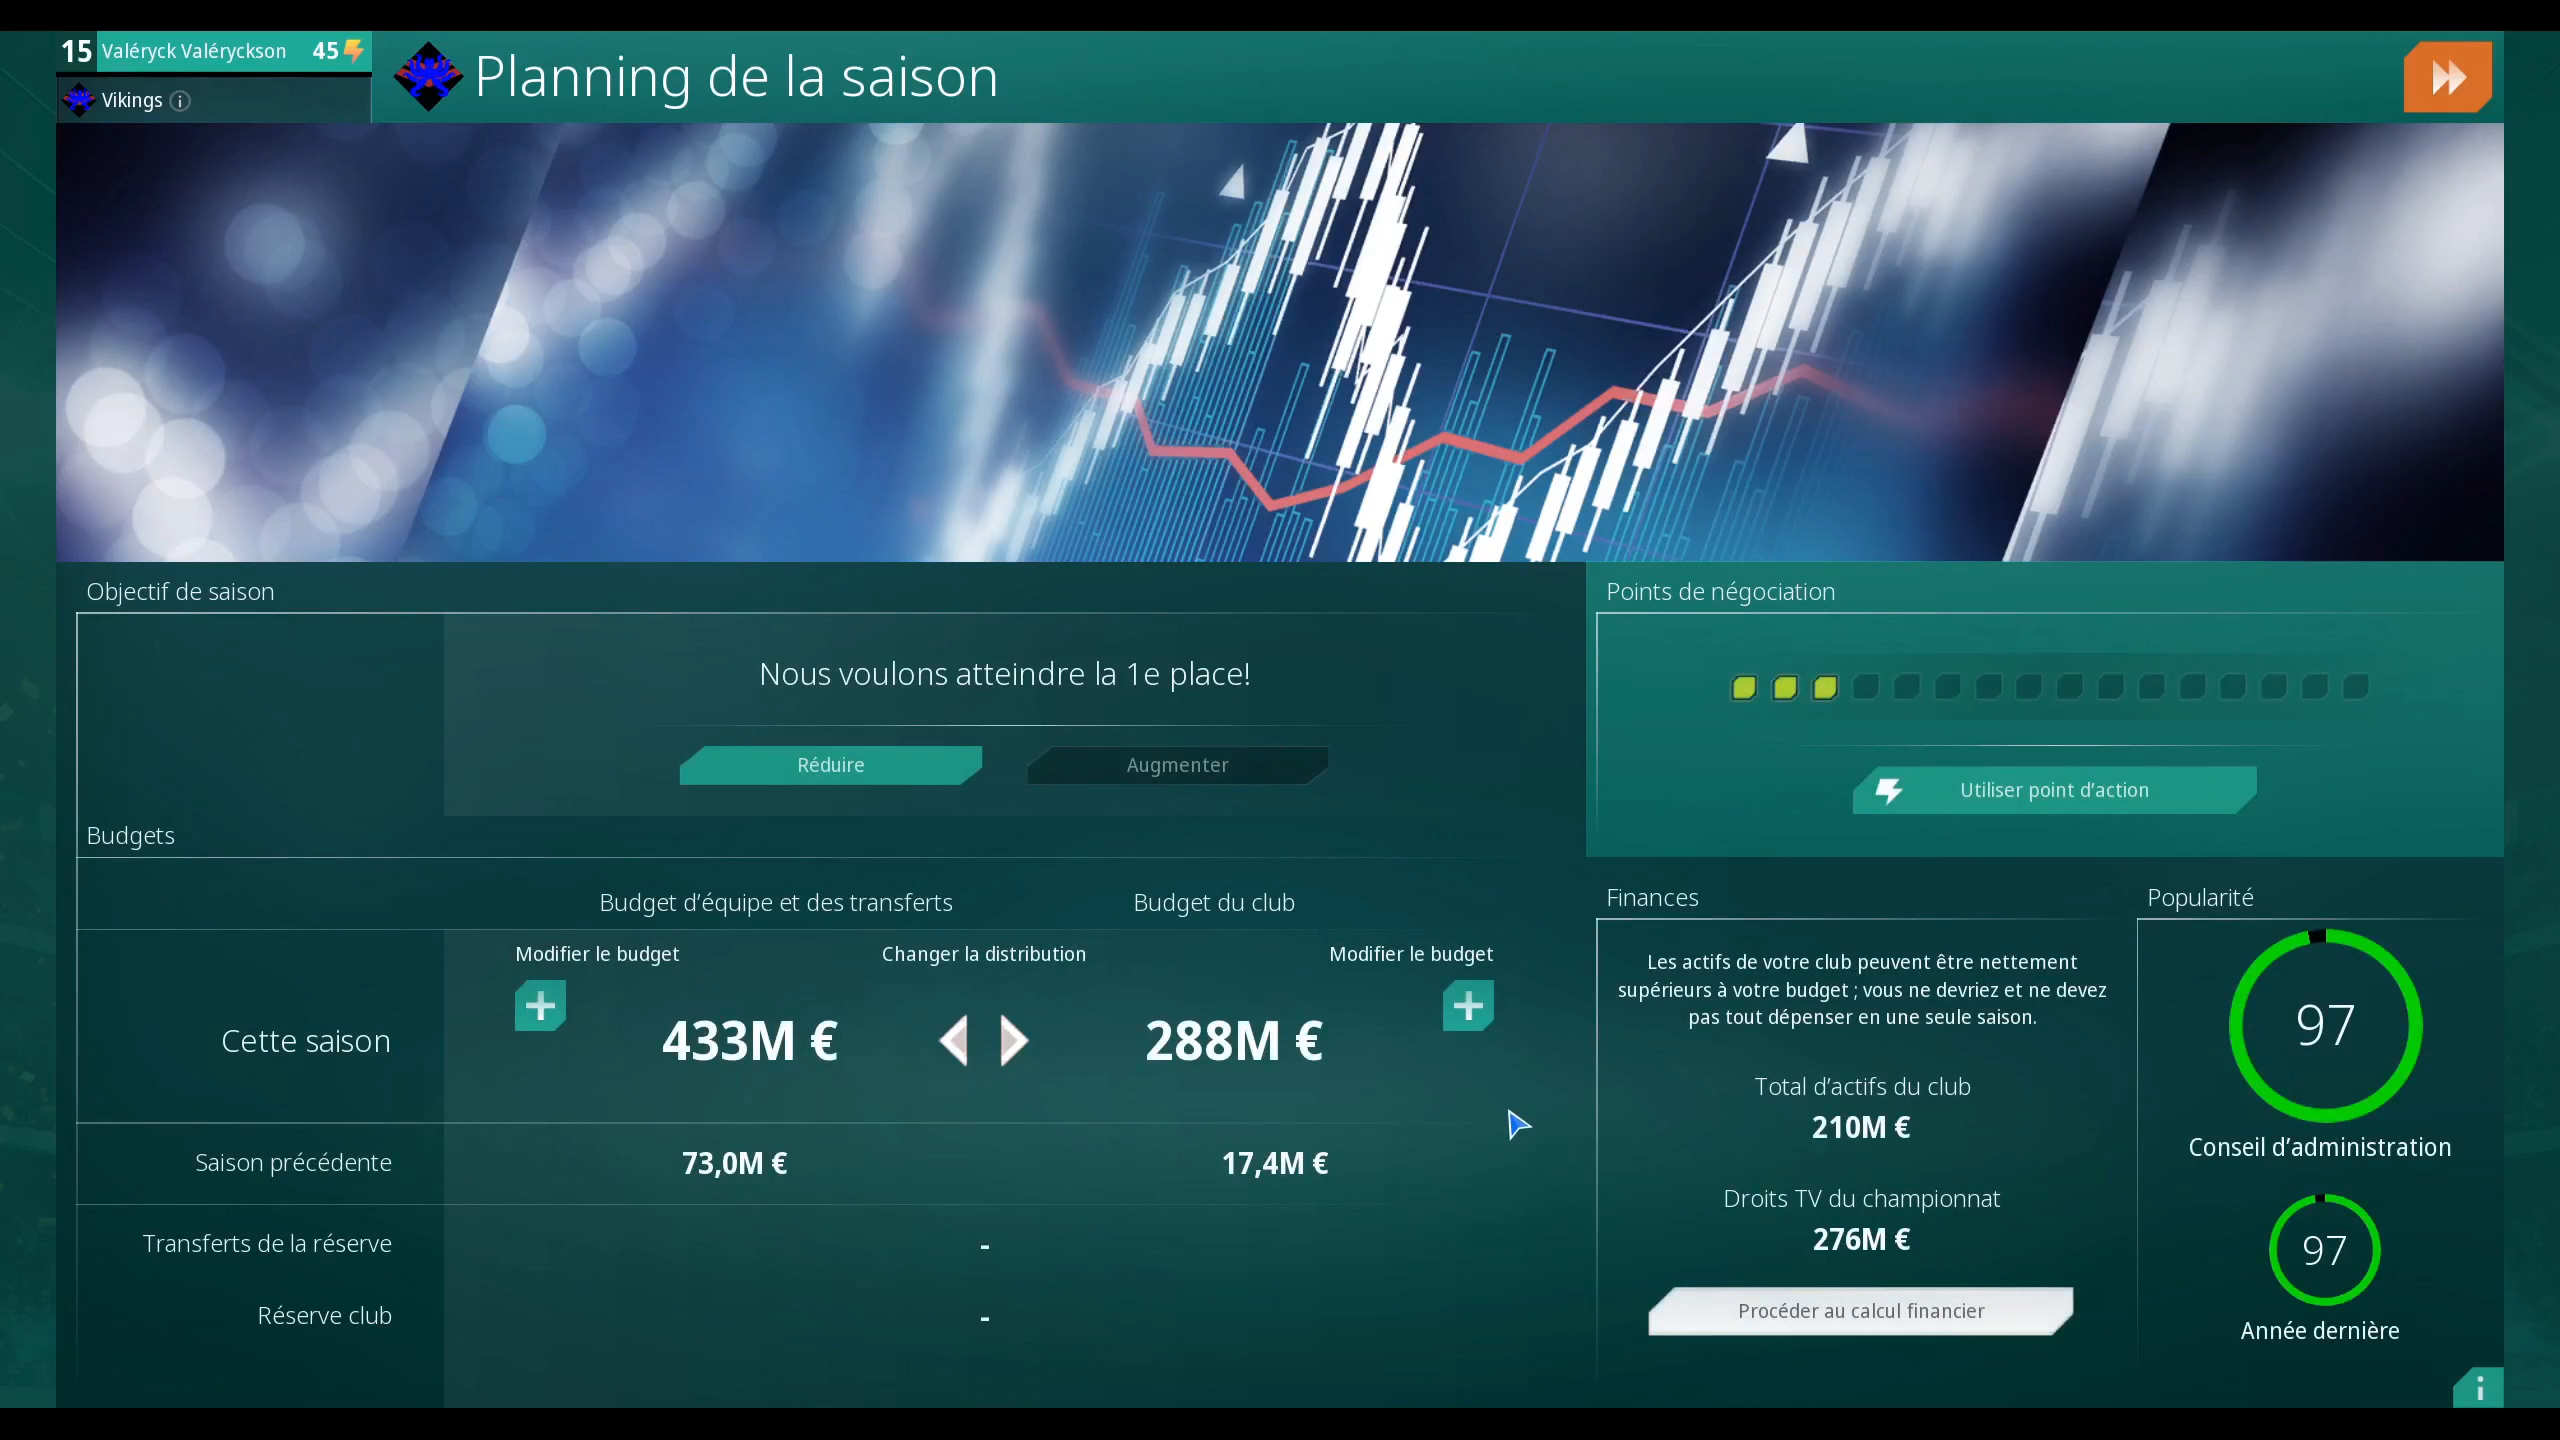 15 Valéryck Valéryckson 45
Vikings
Planning de la saison
Objectif de saison
Nous voulons atteindre la 1e place!
Réduire
Augmenter
Points de négociation
Utiliser point d'action
Budgets
Budget d'équipe et des transferts
Budget du club
Modifier le budget
Changer la distribution
Modifier le budget
Cette saison
433M €
288M €
Saison précédente
73,0M €
17,4M €
Transferts de la réserve
-
Réserve club
-
Finances
Les actifs de votre club peuvent être nettement
supérieurs à votre budget ; vous ne devriez et ne devez
pas tout dépenser en une seule saison.
Total d'actifs du club
210M €
Droits TV du championnat
276M €
Procéder au calcul financier
Popularité
97
Conseil d'administration
97
Année dernière